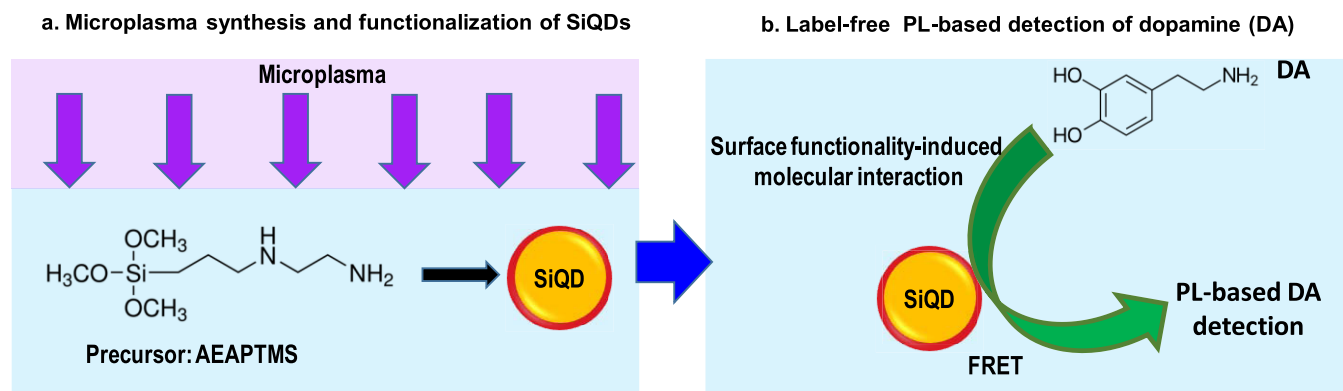 a. Microplasma synthesis and functionalization of SiQDs
Microplasma
OCH3
H3CO-Si
OCH3
H
N
NH2
SiQD
Precursor: AEAPTMS
b. Label-free PL-based detection of dopamine (DA)
HO
HO
NH2
DA
Surface functionality-induced
molecular interaction
SiQD
FRET
PL-based DA
detection